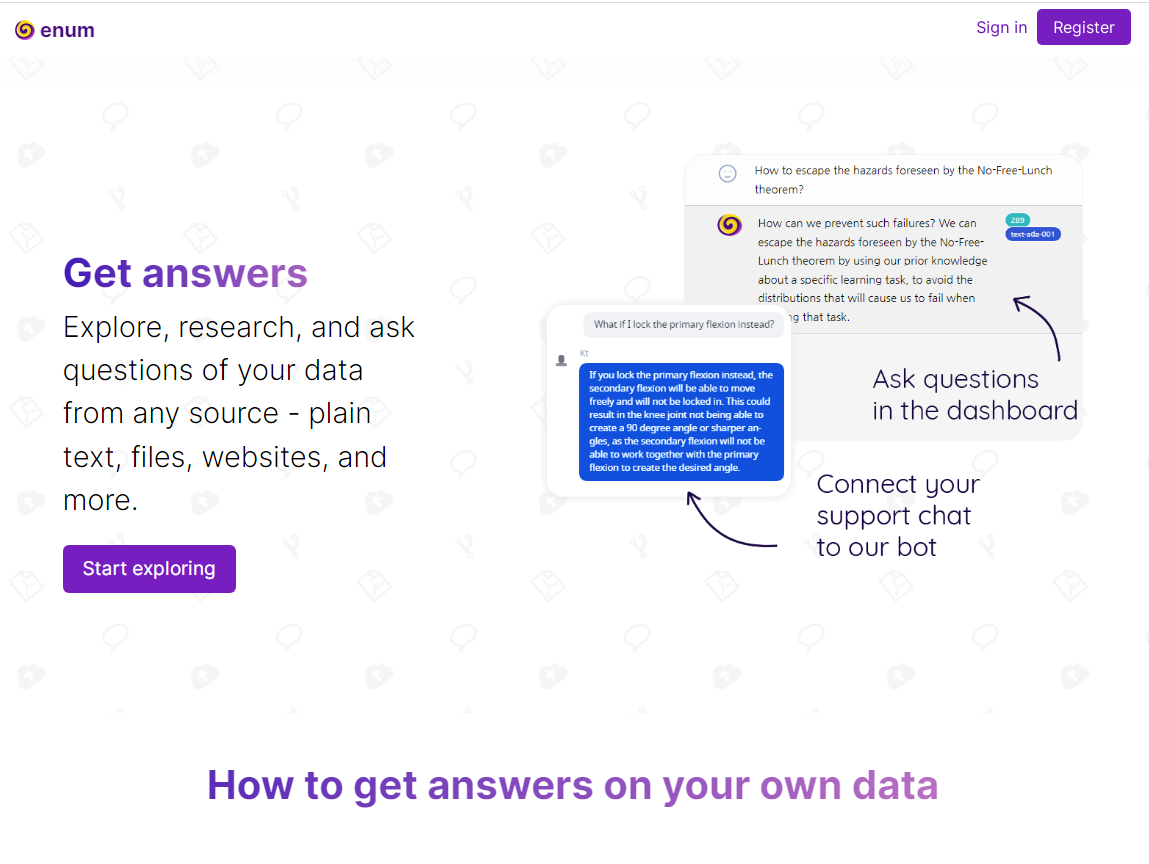 enum
Sign in
Register
How to escape the hazards foreseen by the No-Free-Lunch
theorem?
How can we prevent such failures? We can
escape the hazards foreseen by the No-Free-
Lunch theorem by using our prior knowledge
about a specific learning task, to avoid the
distributions that will cause us to fail when
that task.
289
text-ada-001
Get answers
Explore, research, and ask
questions of your data
from any source - plain
text, files, websites, and
more.
Start exploring
What if I lock the primary flexion instead?
If you lock the primary flexion instead, the
secondary flexion will be able to move
freely and will not be locked in. This could
result in the knee joint not being able to
create a 90 degree angle or sharper an-
gles, as the secondary flexion will not be
able to work together with the primary
flexion to create the desired angle.
Ask questions
in the dashboard
Connect your
support chat
to our bot
How to get answers on your own data